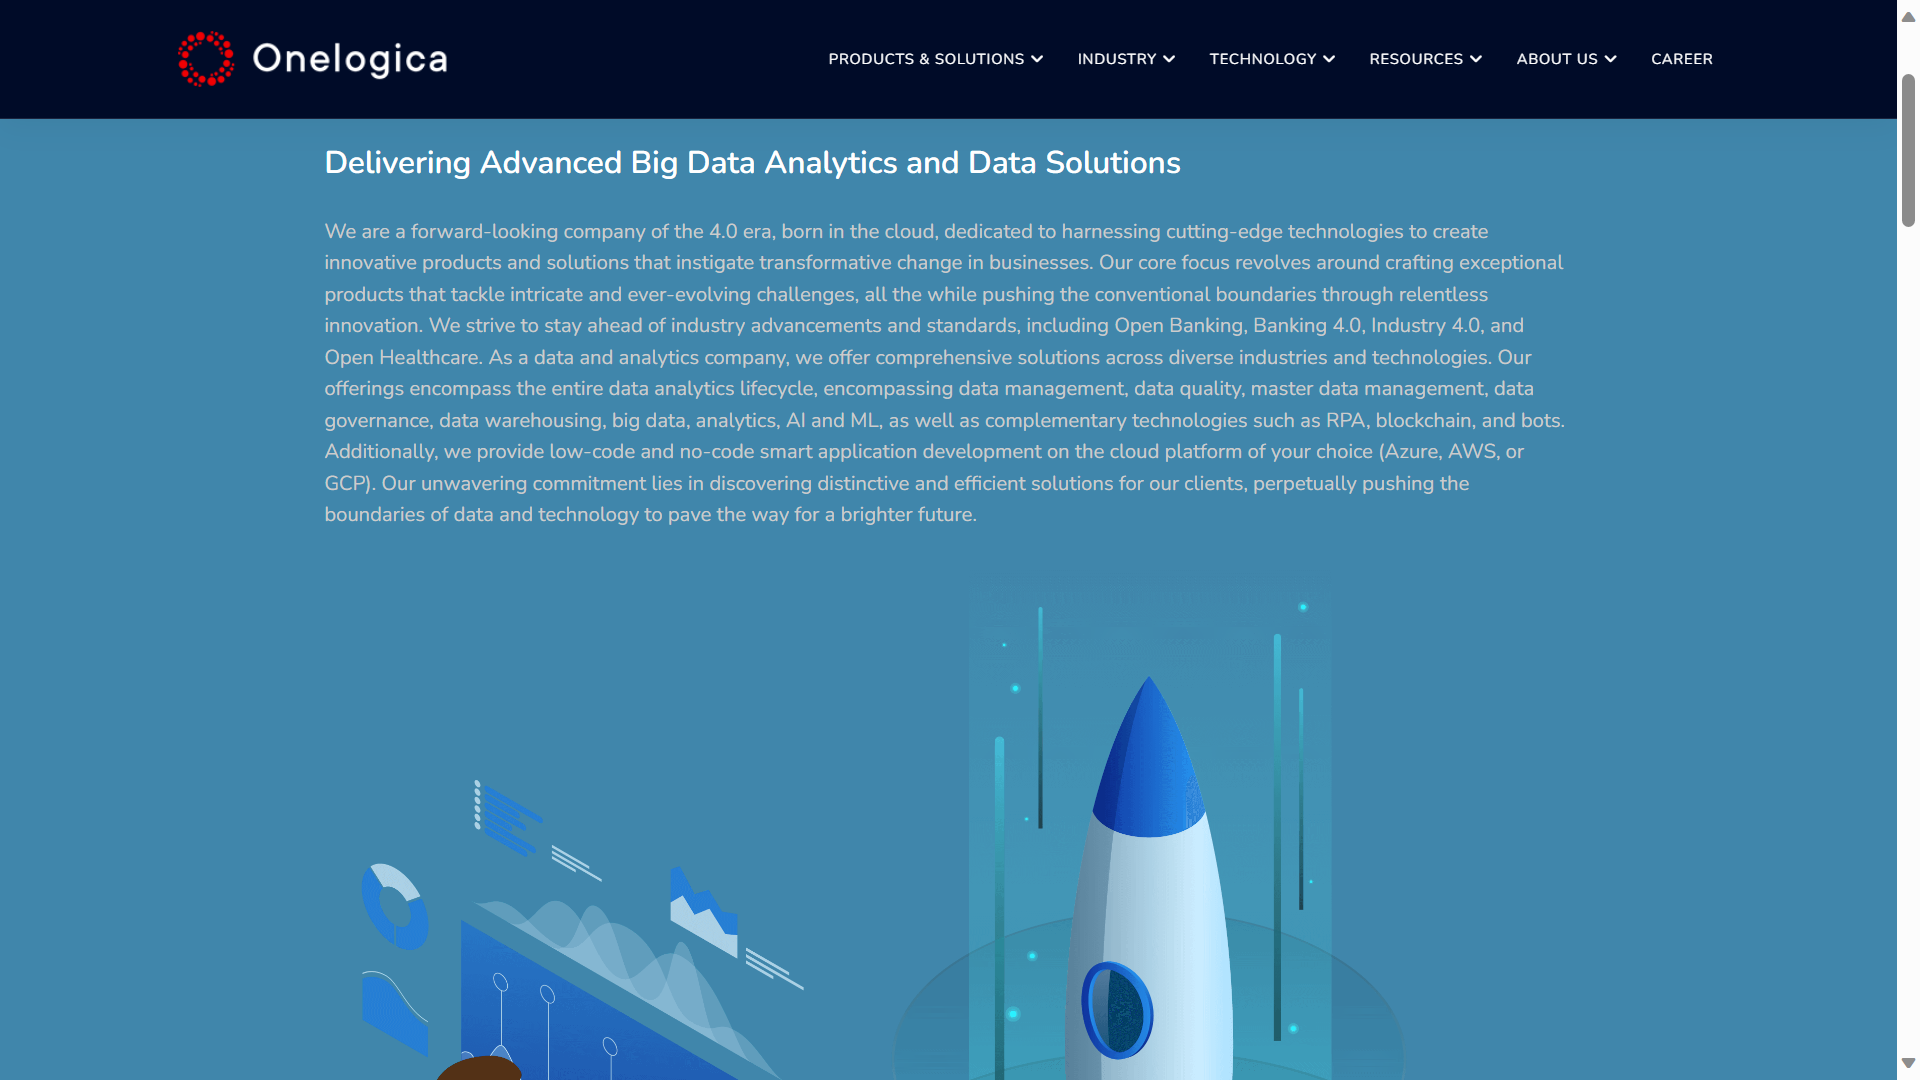 Onelogica
PRODUCTS & SOLUTIONS INDUSTRY TECHNOLOGY RESOURCES ABOUT US CAREER
Delivering Advanced Big Data Analytics and Data Solutions
We are a forward-looking company of the 4.0 era, born in the cloud, dedicated to harnessing cutting-edge technologies to create
innovative products and solutions that instigate transformative change in businesses. Our core focus revolves around crafting exceptional
products that tackle intricate and ever-evolving challenges, all the while pushing the conventional boundaries through relentless
innovation. We strive to stay ahead of industry advancements and standards, including Open Banking, Banking 4.0, Industry 4.0, and
Open Healthcare. As a data and analytics company, we offer comprehensive solutions across diverse industries and technologies. Our
offerings encompass the entire data analytics lifecycle, encompassing data management, data quality, master data management, data
governance, data warehousing, big data, analytics, AI and ML, as well as complementary technologies such as RPA, blockchain, and bots.
Additionally, we provide low-code and no-code smart application development on the cloud platform of your choice (Azure, AWS, or
GCP). Our unwavering commitment lies in discovering distinctive and efficient solutions for our clients, perpetually pushing the
boundaries of data and technology to pave the way for a brighter future.